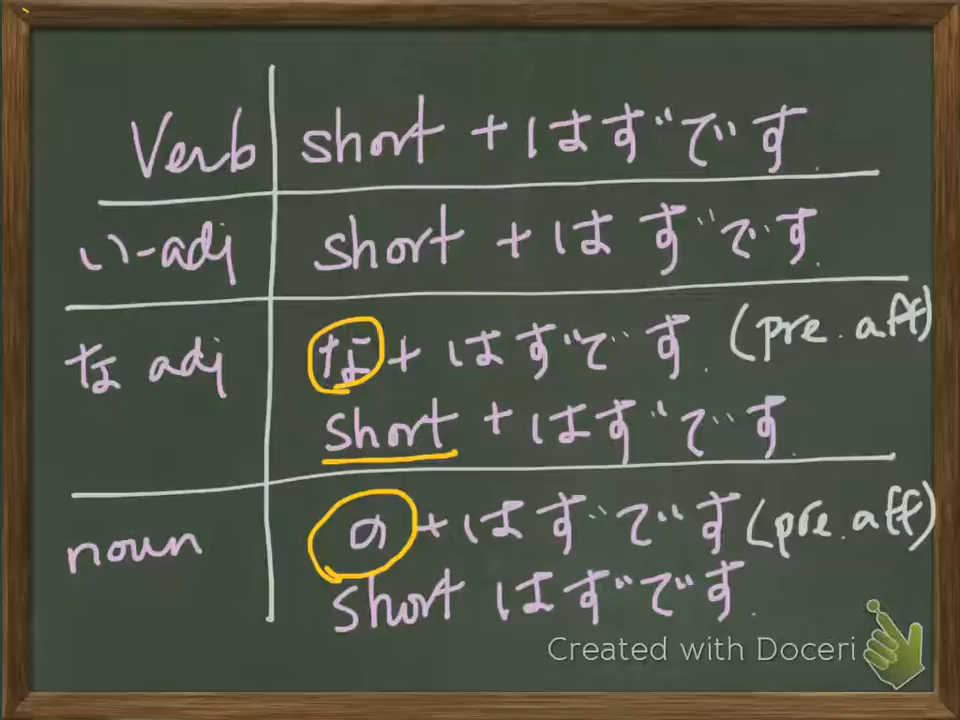 Verb short + はずです.
い-adj short + はずです.
な adj な + はずです. (pre. aff)
short + はずです.
noun の + はずです (pre. aff)
short はずです.
Created with Doceri